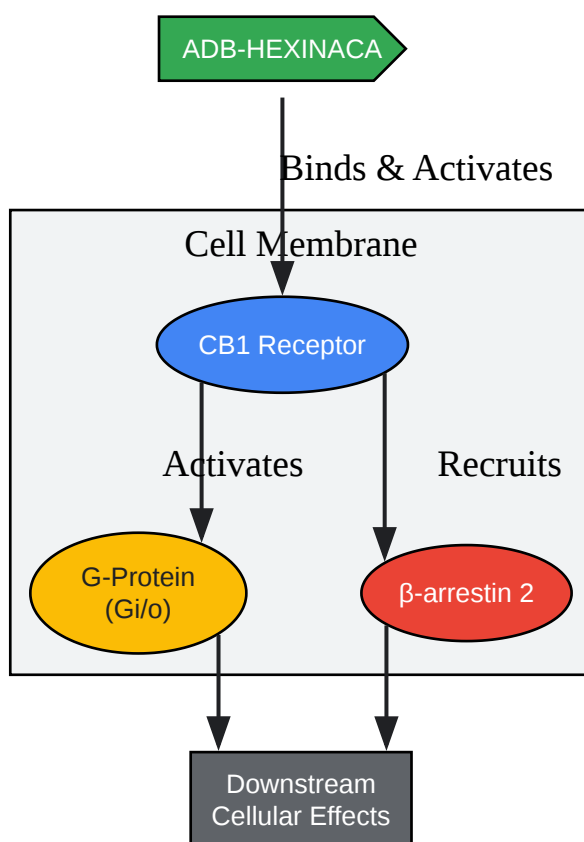 ADB-HEXINACA
Binds & Activates
Cell Membrane
CB1 Receptor
Activates
Recruits
G-Protein
(Gi/o)
β-arrestin 2
Downstream
Cellular Effects